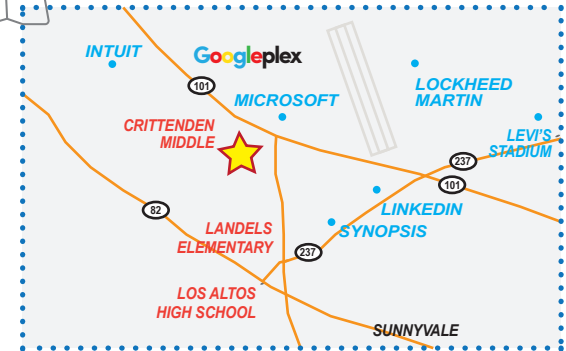 INTUIT
Googleplex
101
MICROSOFT
LOCKHEED
MARTIN
CRITTENDEN
MIDDLE
LEVI'S
STADIUM
237
101
82
LINKEDIN
SYNOPSIS
LANDELS
ELEMENTARY
237
LOS ALTOS
HIGH SCHOOL
SUNNYVALE